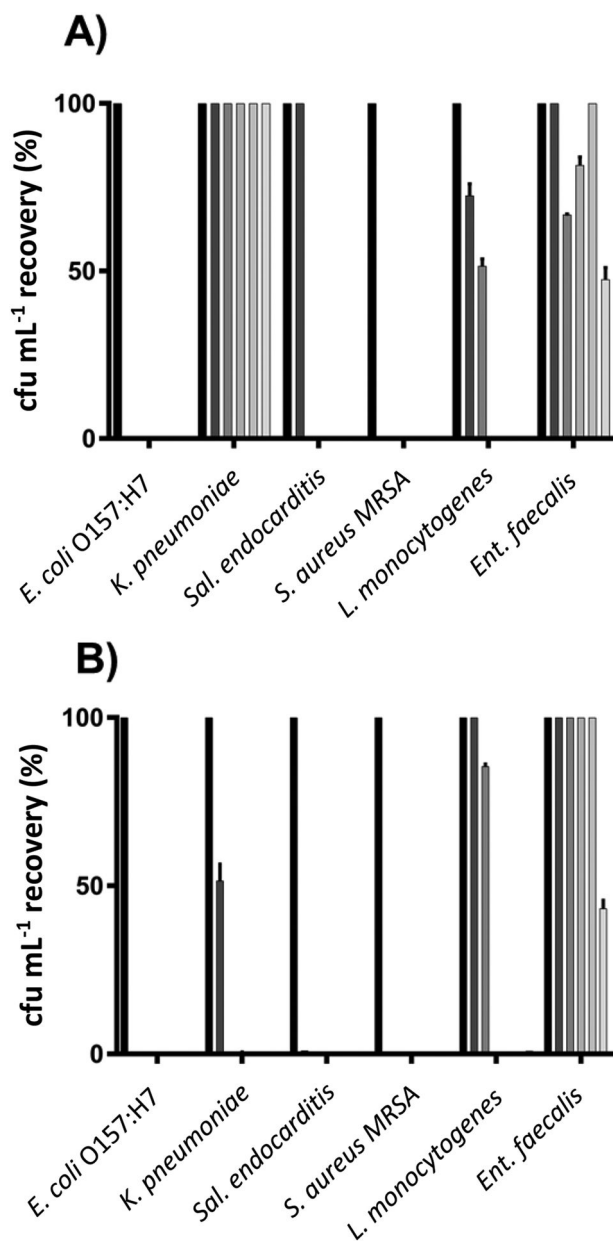 A)
cfu mL-1 recovery (%)
100
50
0
E. coli O157:H7
K. pneumoniae
Sal. endocarditis
S. aureus MRSA
L. monocytogenes
Ent. faecalis
B)
cfu mL-1 recovery (%)
100
50
0
E. coli O157:H7
K. pneumoniae
Sal. endocarditis
S. aureus MRSA
L. monocytogenes
Ent. faecalis